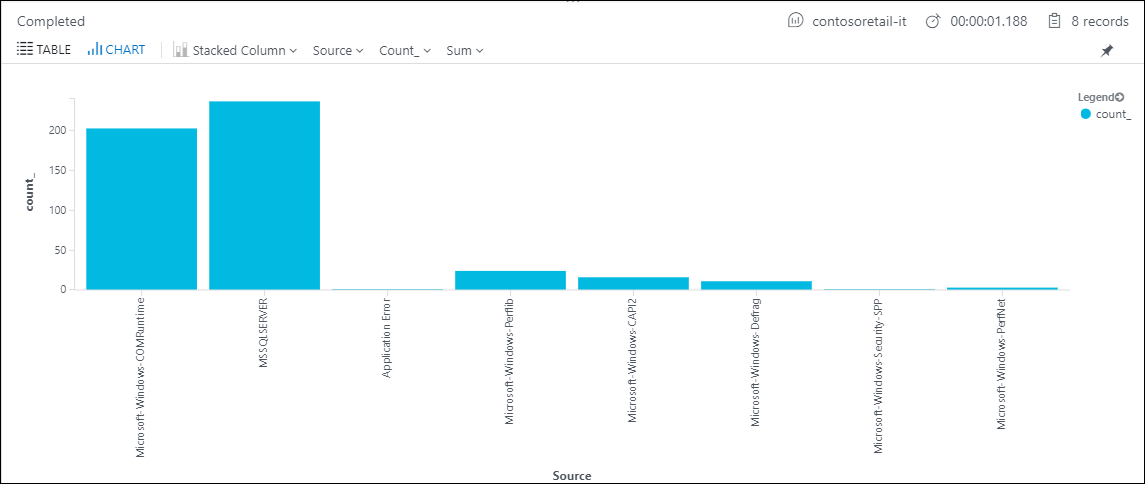 Completed contosoretail-it 00:00:01.188 8 records
TABLE CHART Stacked Column Source Count_ Sum
Legend
count_
200
150
100
50
0
count_
Microsoft-Windows-COMRuntime
MSSQLSERVER
Application Error
Microsoft-Windows-Perflib
Microsoft-Windows-CAPI2
Microsoft-Windows-Defrag
Microsoft-Windows-Security-SPP
Microsoft-Windows-PerfNet
Source